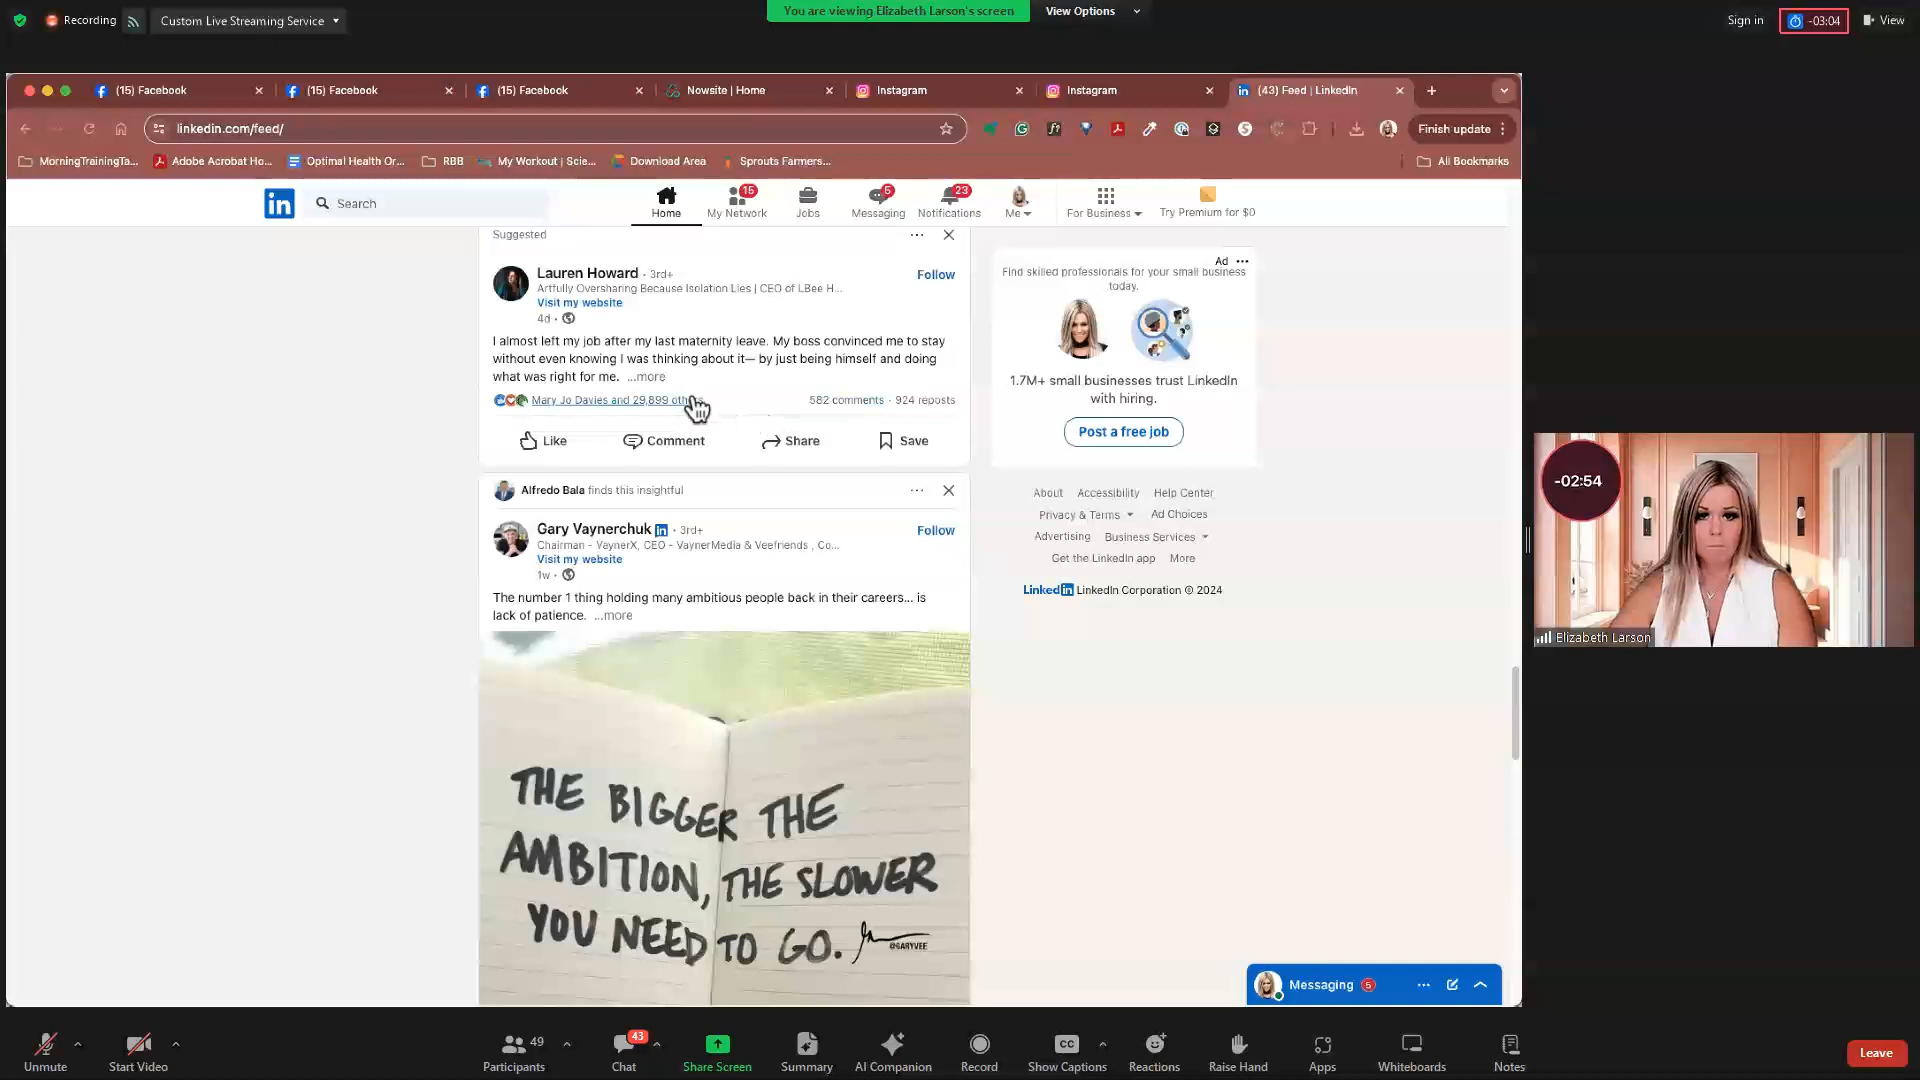 Recording
Custom Live Streaming Service
You are viewing Elizabeth Larson's screen
View Options
Sign in
-03:04
View
(15) Facebook
(15) Facebook
(15) Facebook
Nowsite | Home
Instagram
Instagram
(43) Feed | LinkedIn
linkedin.com/feed/
Finish update
MorningTrainingTa...
Adobe Acrobat Ho...
Optimal Health Or...
RBB
My Workout | Scie...
Download Area
Sprouts Farmers...
All Bookmarks
in
Search
Home
15
My Network
Jobs
5
Messaging
23
Notifications
Me
For Business
Try Premium for $0
Suggested
Lauren Howard · 3rd+
Follow
Artfully Oversharing Because Isolation Lies | CEO of LBee H...
Visit my website
4d ·
I almost left my job after my last maternity leave. My boss convinced me to stay
without even knowing I was thinking about it— by just being himself and doing
what was right for me. ...more
Mary Jo Davies and 29,899
582 comments · 924 reposts
Like
Comment
Share
Save
Alfredo Bala finds this insightful
Gary Vaynerchuk in · 3rd+
Follow
Chairman - VaynerX, CEO - VaynerMedia & Veefriends , Co...
Visit my website
1w ·
The number 1 thing holding many ambitious people back in their careers... is
lack of patience. ...more
THE BIGGER THE
AMBITION, THE SLOWER
YOU NEED TO GO.
@GARYVEE
Ad
Find skilled professionals for your small business
today.
1.7M+ small businesses trust LinkedIn
with hiring.
Post a free job
About Accessibility Help Center
Privacy & Terms Ad Choices
Advertising Business Services
Get the LinkedIn app More
LinkedIn LinkedIn Corporation © 2024
Messaging 5
-02:54
Elizabeth Larson
Unmute
Start Video
49
Participants
43
Chat
Share Screen
Summary
AI Companion
Record
CC
Show Captions
Reactions
Raise Hand
Apps
Whiteboards
Notes
Leave